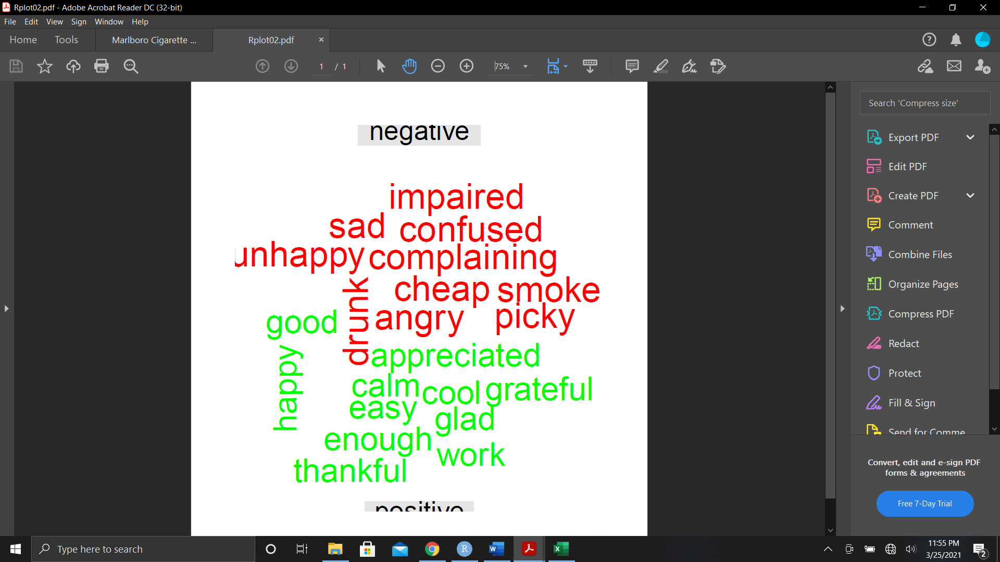 Rplot02.pdf - Adobe Acrobat Reader DC (32-bit)
File Edit View Sign Window Help
Home Tools Marlboro Cigarette ... Rplot02.pdf
1 / 1 75%
negative
impaired
sad confused
unhappy complaining
cheap smoke
drunk
good angry picky
happy
appreciated
calm cool grateful
easy glad
enough
work
thankful
positive
Search 'Compress size'
Export PDF
Edit PDF
Create PDF
Comment
Combine Files
Organize Pages
Compress PDF
Redact
Protect
Fill & Sign
Send for Comme
Convert, edit and e-sign PDF
forms & agreements
Free 7-Day Trial
Type here to search
11:55 PM
3/25/2021
2